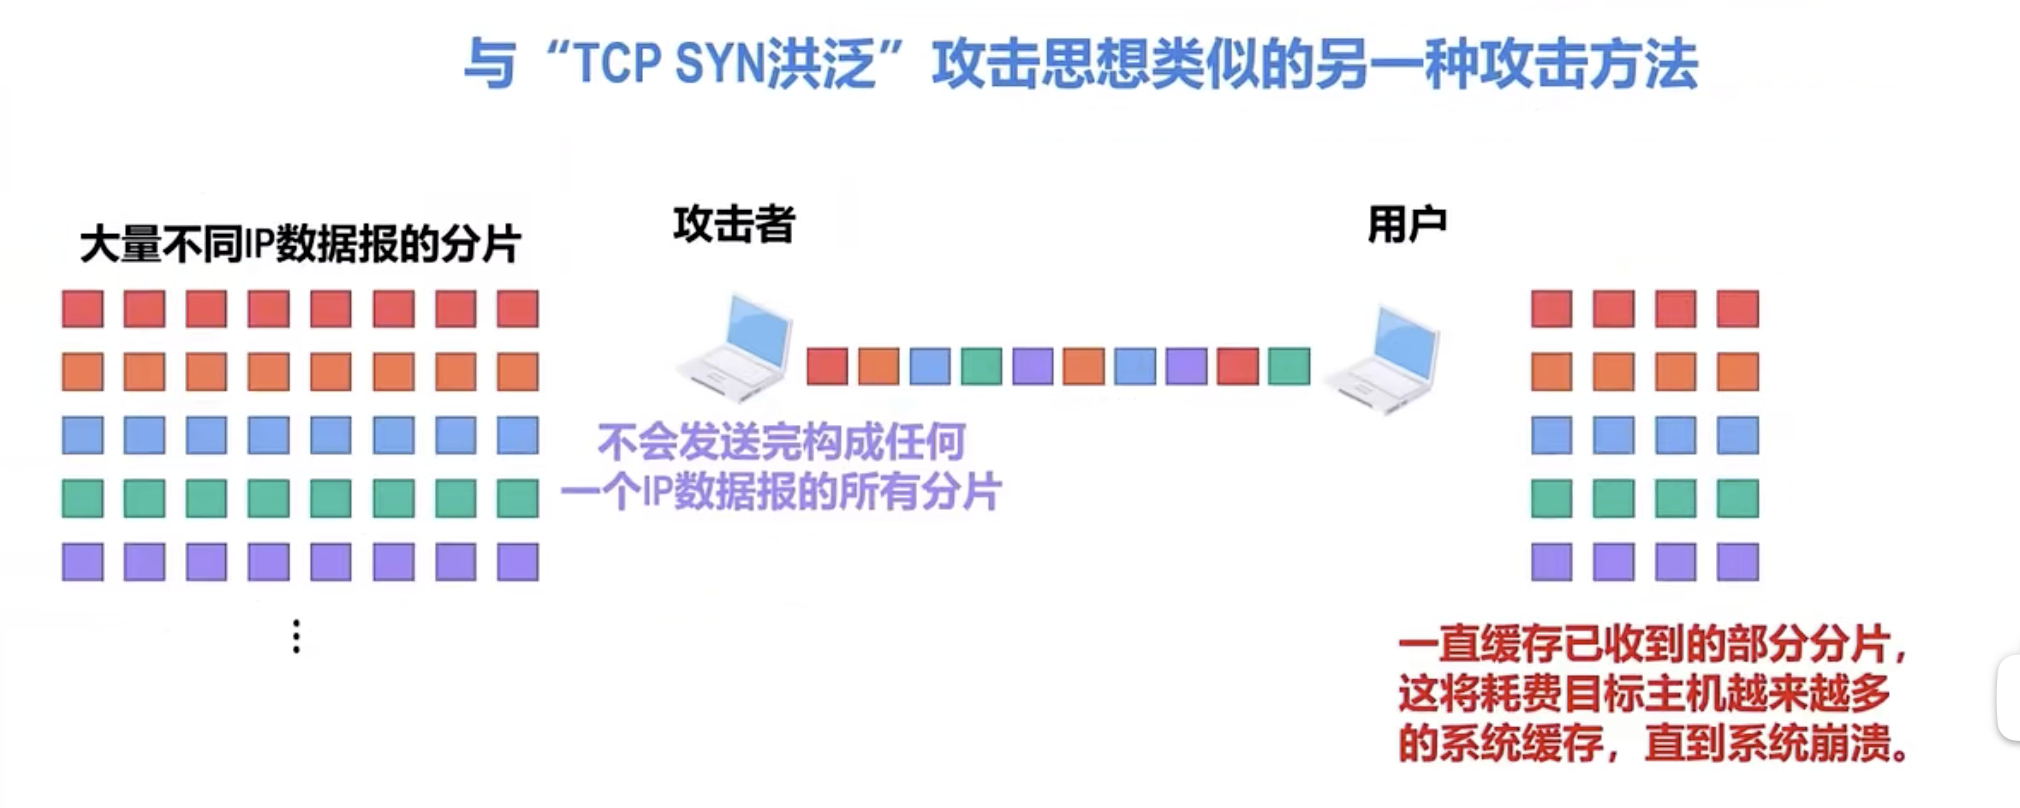 与“TCP SYN洪泛”攻击思想类似的另一种攻击方法
大量不同IP数据报的分片
攻击者
用户
不会发送完构成任何
一个IP数据报的所有分片
⋮
一直缓存已收到的部分分片，
这将耗费目标主机越来越多
的系统缓存，直到系统崩溃。